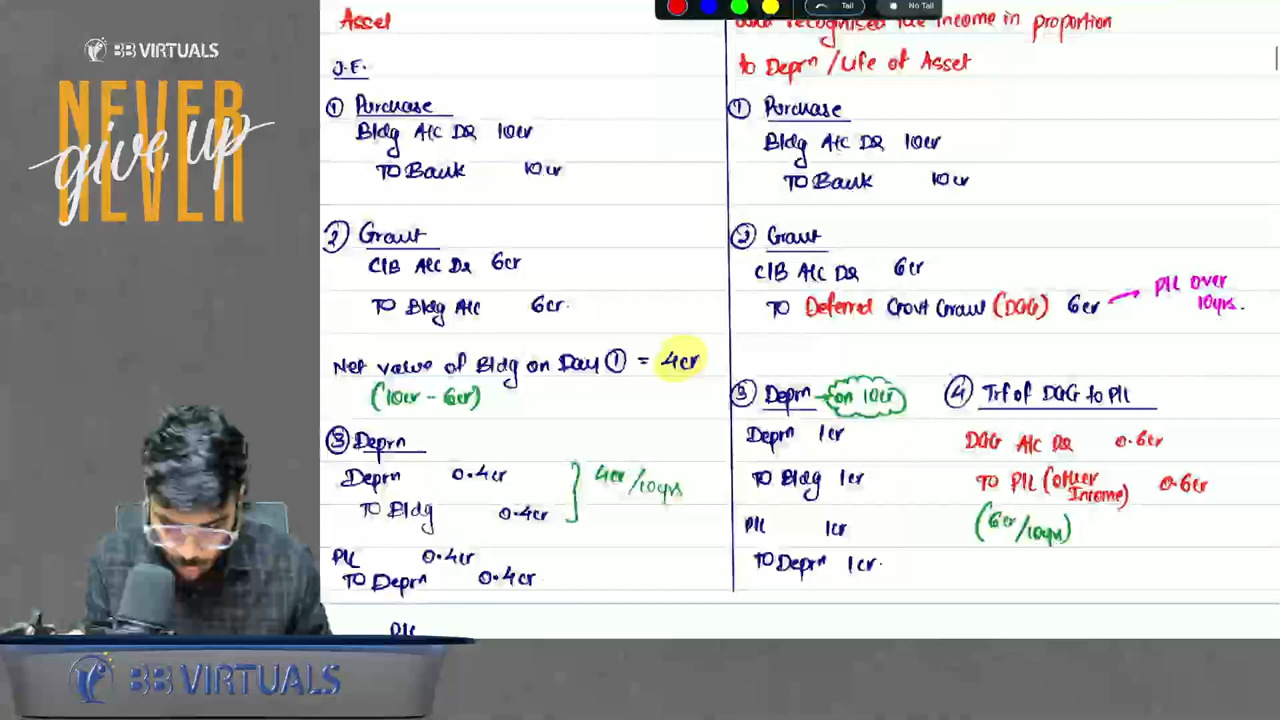 BB VIRTUALS
NEVER
give up
NEVER
Asset
J.E.
① Purchase
Bldg A/C DR 10cr
TO Bank 10cr
② Grant
C/B A/C DR 6cr
TO Bldg A/C 6cr.
Net value of Bldg on Day ① = 4cr
(10cr - 6cr)
③ Deprn
Deprn 0.4cr
TO Bldg 0.4cr
4cr/10yrs
P/L 0.4cr
TO Deprn 0.4cr
P/L
Tail
No Tail
recognised income in proportion
to Deprn / Life of Asset
① Purchase
Bldg A/C DR 10cr
TO Bank 10cr
② Grant
C/B A/C DR 6cr
TO Deferred Govt Grant (DGG) 6cr
P/L over
10yrs.
③ Deprn on 10cr
Deprn 1cr
TO Bldg 1cr
P/L 1cr
TO Deprn 1cr.
④ Trf of DGG to P/L
DGG A/C DR 0.6cr
TO P/L (other Income) 0.6cr
(6cr/10yrs)
BB VIRTUALS